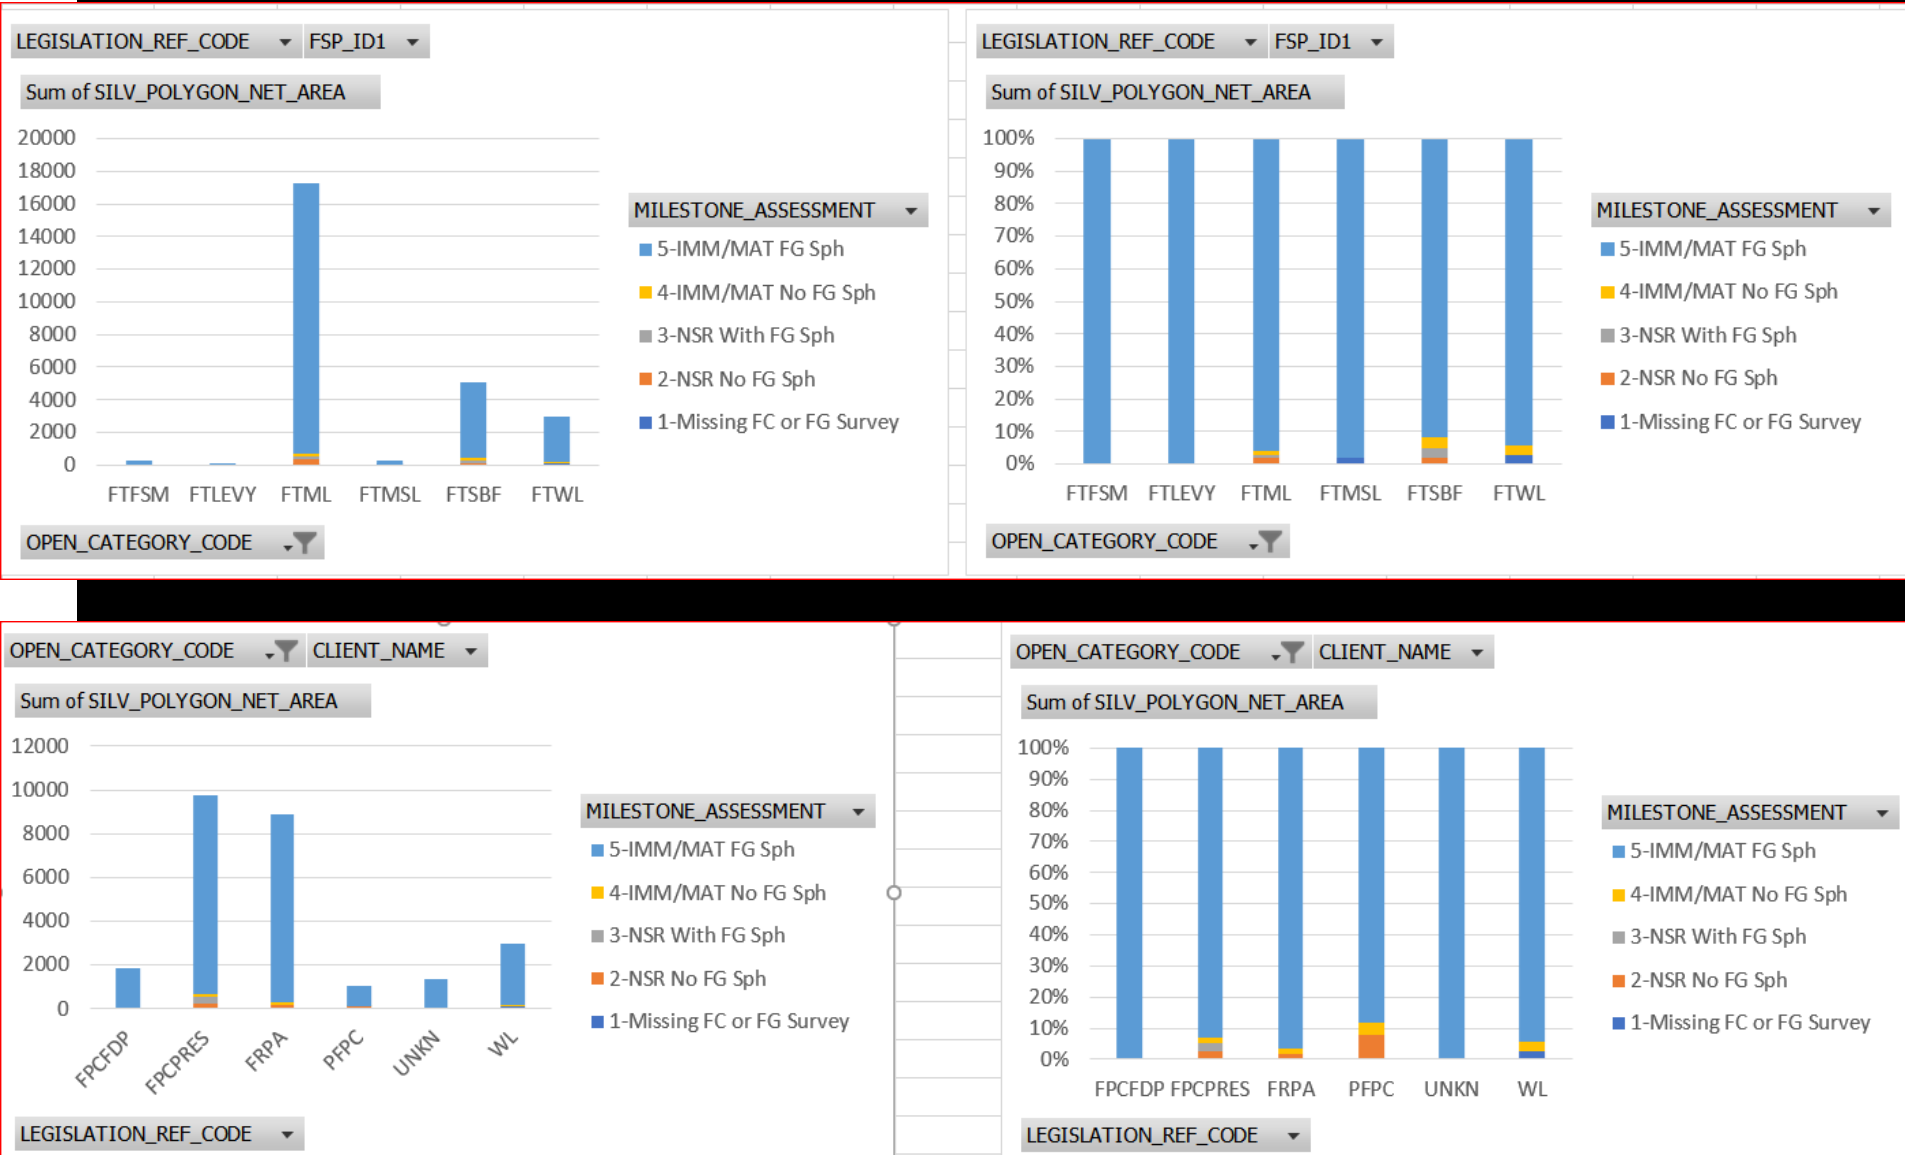 LEGISLATION_REF_CODE FSP_ID1
Sum of SILV_POLYGON_NET_AREA
20000
18000
16000
14000
12000
10000
8000
6000
4000
2000
0
FTFSM FTLEVY FTML FTMSL FTSBF FTWL
MILESTONE_ASSESSMENT
5-IMM/MAT FG Sph
4-IMM/MAT No FG Sph
3-NSR With FG Sph
2-NSR No FG Sph
1-Missing FC or FG Survey
OPEN_CATEGORY_CODE
LEGISLATION_REF_CODE FSP_ID1
Sum of SILV_POLYGON_NET_AREA
100%
90%
80%
70%
60%
50%
40%
30%
20%
10%
0%
FTFSM FTLEVY FTML FTMSL FTSBF FTWL
MILESTONE_ASSESSMENT
5-IMM/MAT FG Sph
4-IMM/MAT No FG Sph
3-NSR With FG Sph
2-NSR No FG Sph
1-Missing FC or FG Survey
OPEN_CATEGORY_CODE
OPEN_CATEGORY_CODE CLIENT_NAME
Sum of SILV_POLYGON_NET_AREA
12000
10000
8000
6000
4000
2000
0
FPCFDP FPCPRES FRPA PFPC UNKN WL
MILESTONE_ASSESSMENT
5-IMM/MAT FG Sph
4-IMM/MAT No FG Sph
3-NSR With FG Sph
2-NSR No FG Sph
1-Missing FC or FG Survey
LEGISLATION_REF_CODE
OPEN_CATEGORY_CODE CLIENT_NAME
Sum of SILV_POLYGON_NET_AREA
100%
90%
80%
70%
60%
50%
40%
30%
20%
10%
0%
FPCFDP FPCPRES FRPA PFPC UNKN WL
MILESTONE_ASSESSMENT
5-IMM/MAT FG Sph
4-IMM/MAT No FG Sph
3-NSR With FG Sph
2-NSR No FG Sph
1-Missing FC or FG Survey
LEGISLATION_REF_CODE